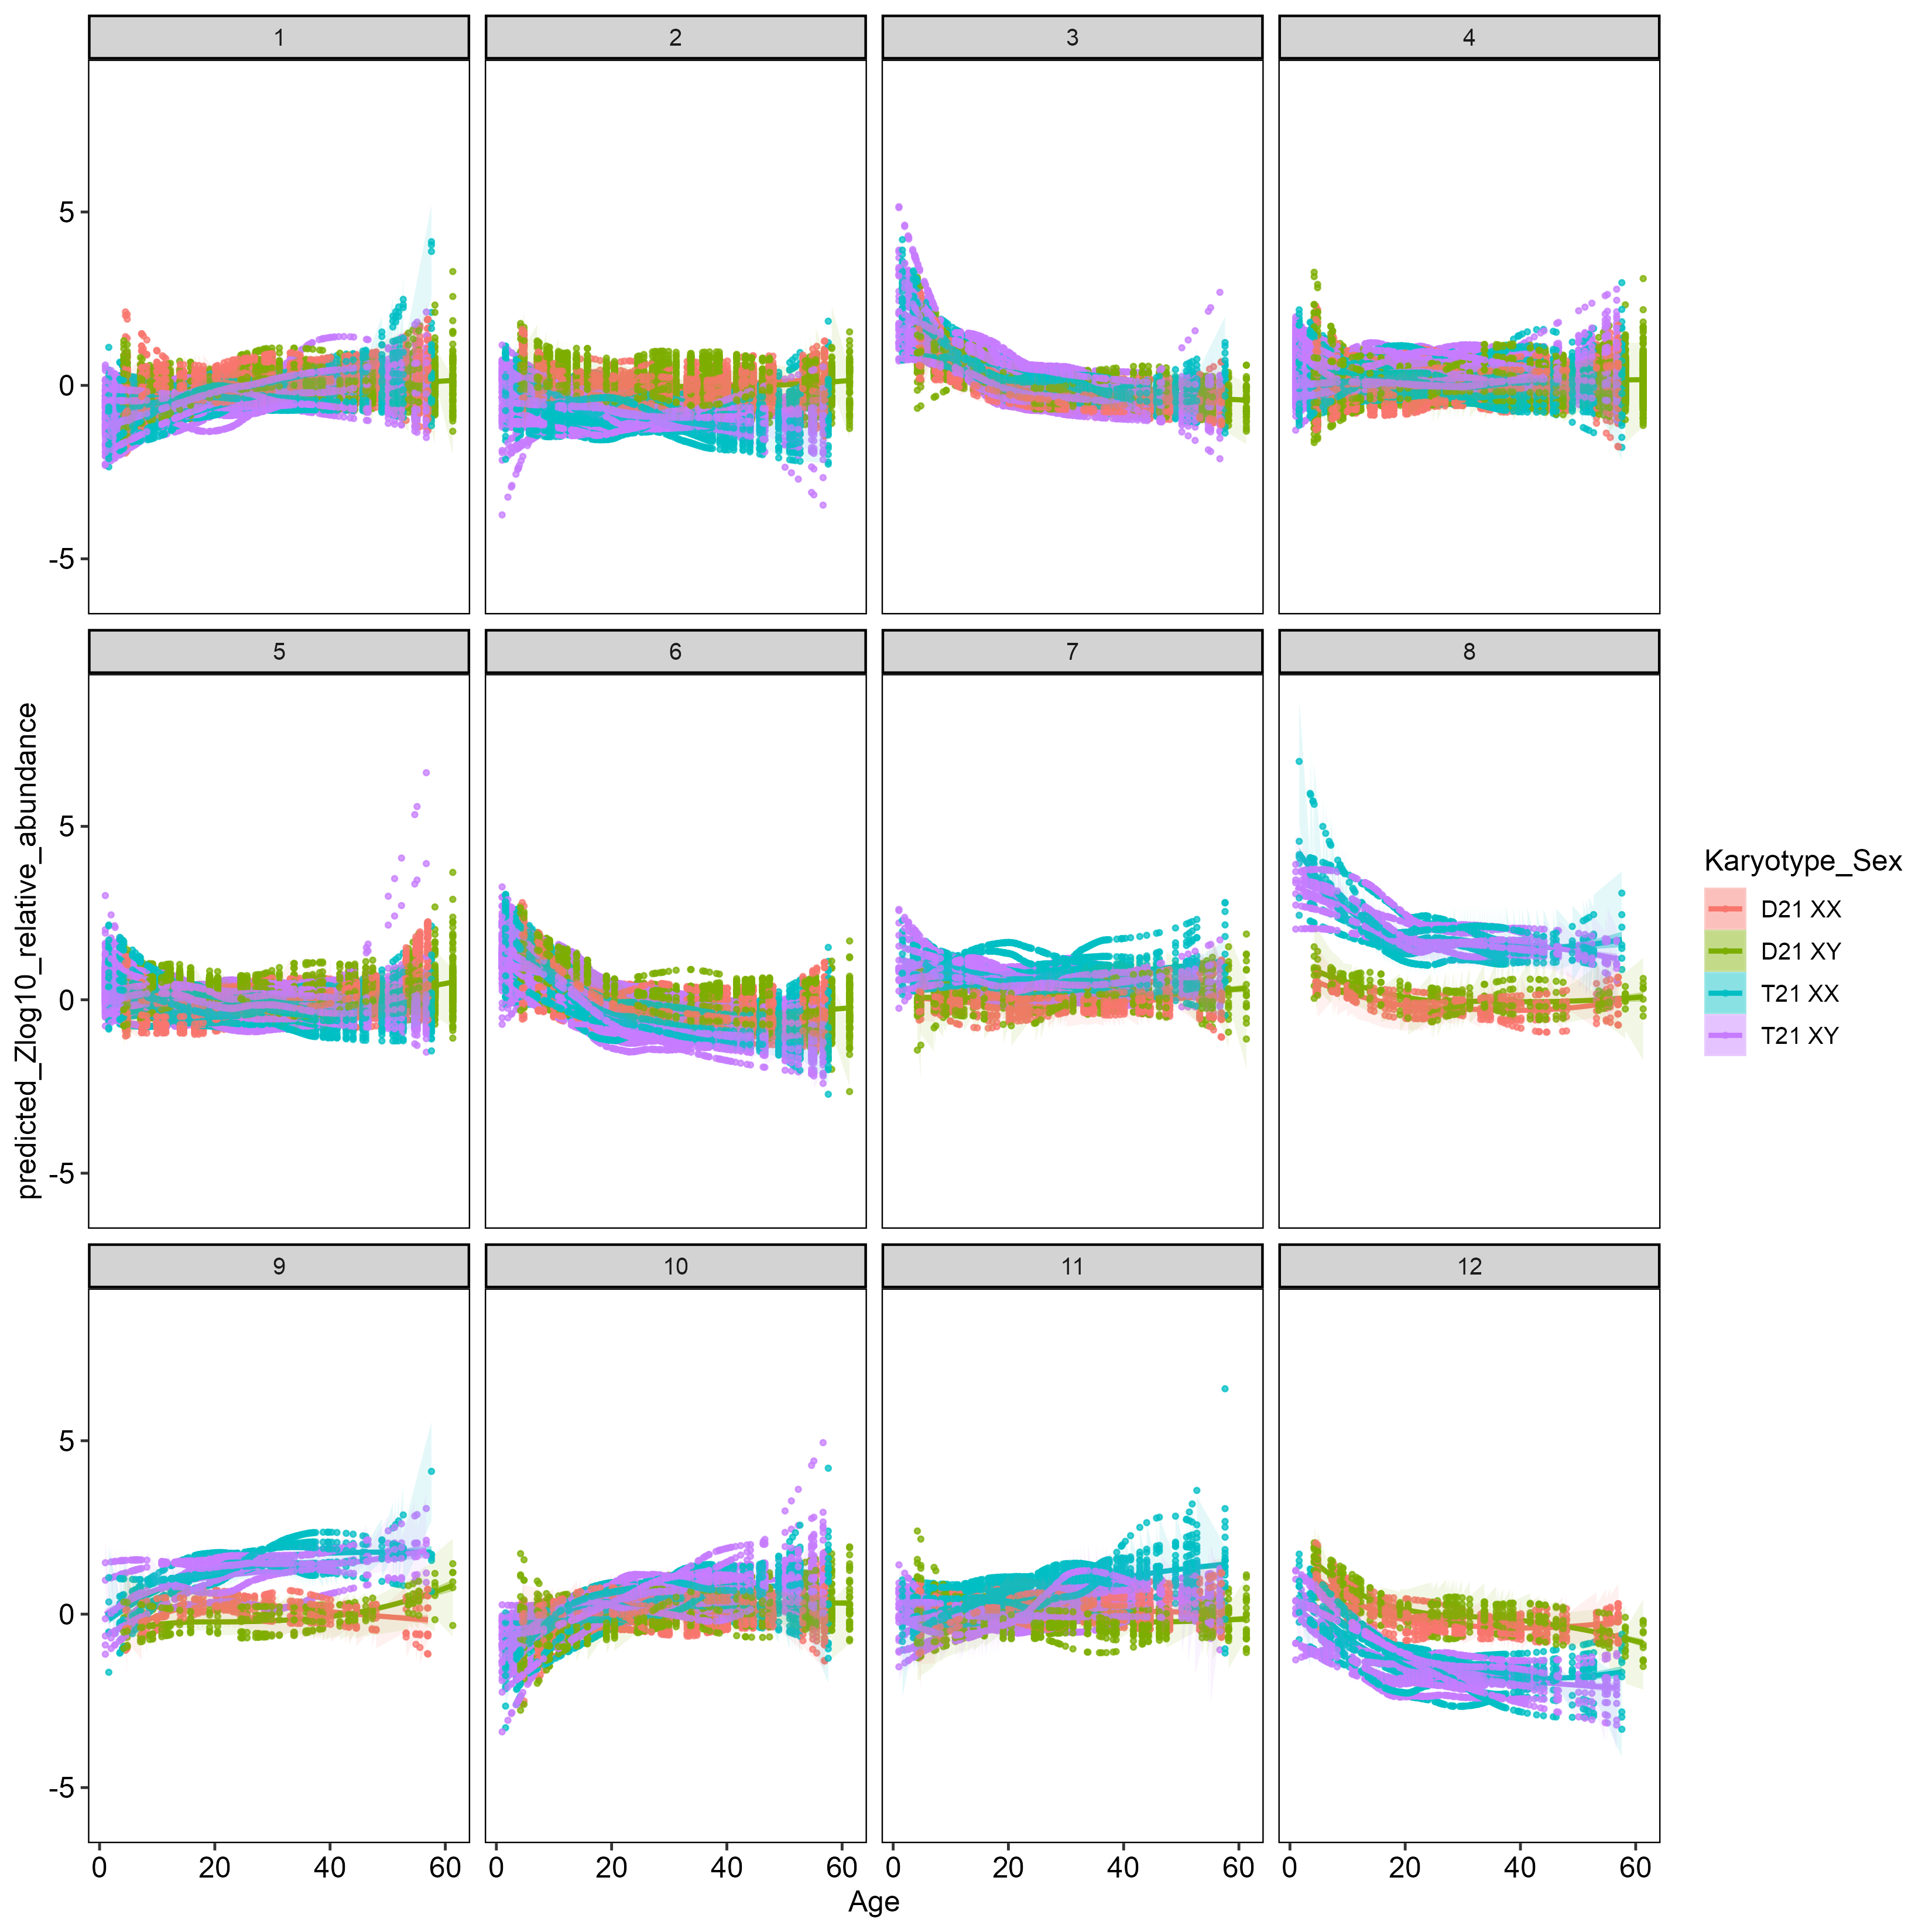 1 2 3 4
5
0
-5
5 6 7 8
5
0
-5
9 10 11 12
5
0
-5
0 20 40 60 0 20 40 60 0 20 40 60 0 20 40 60
Age
predicted_Zlog10_relative_abundance
Karyotype_Sex
D21 XX
D21 XY
T21 XX
T21 XY